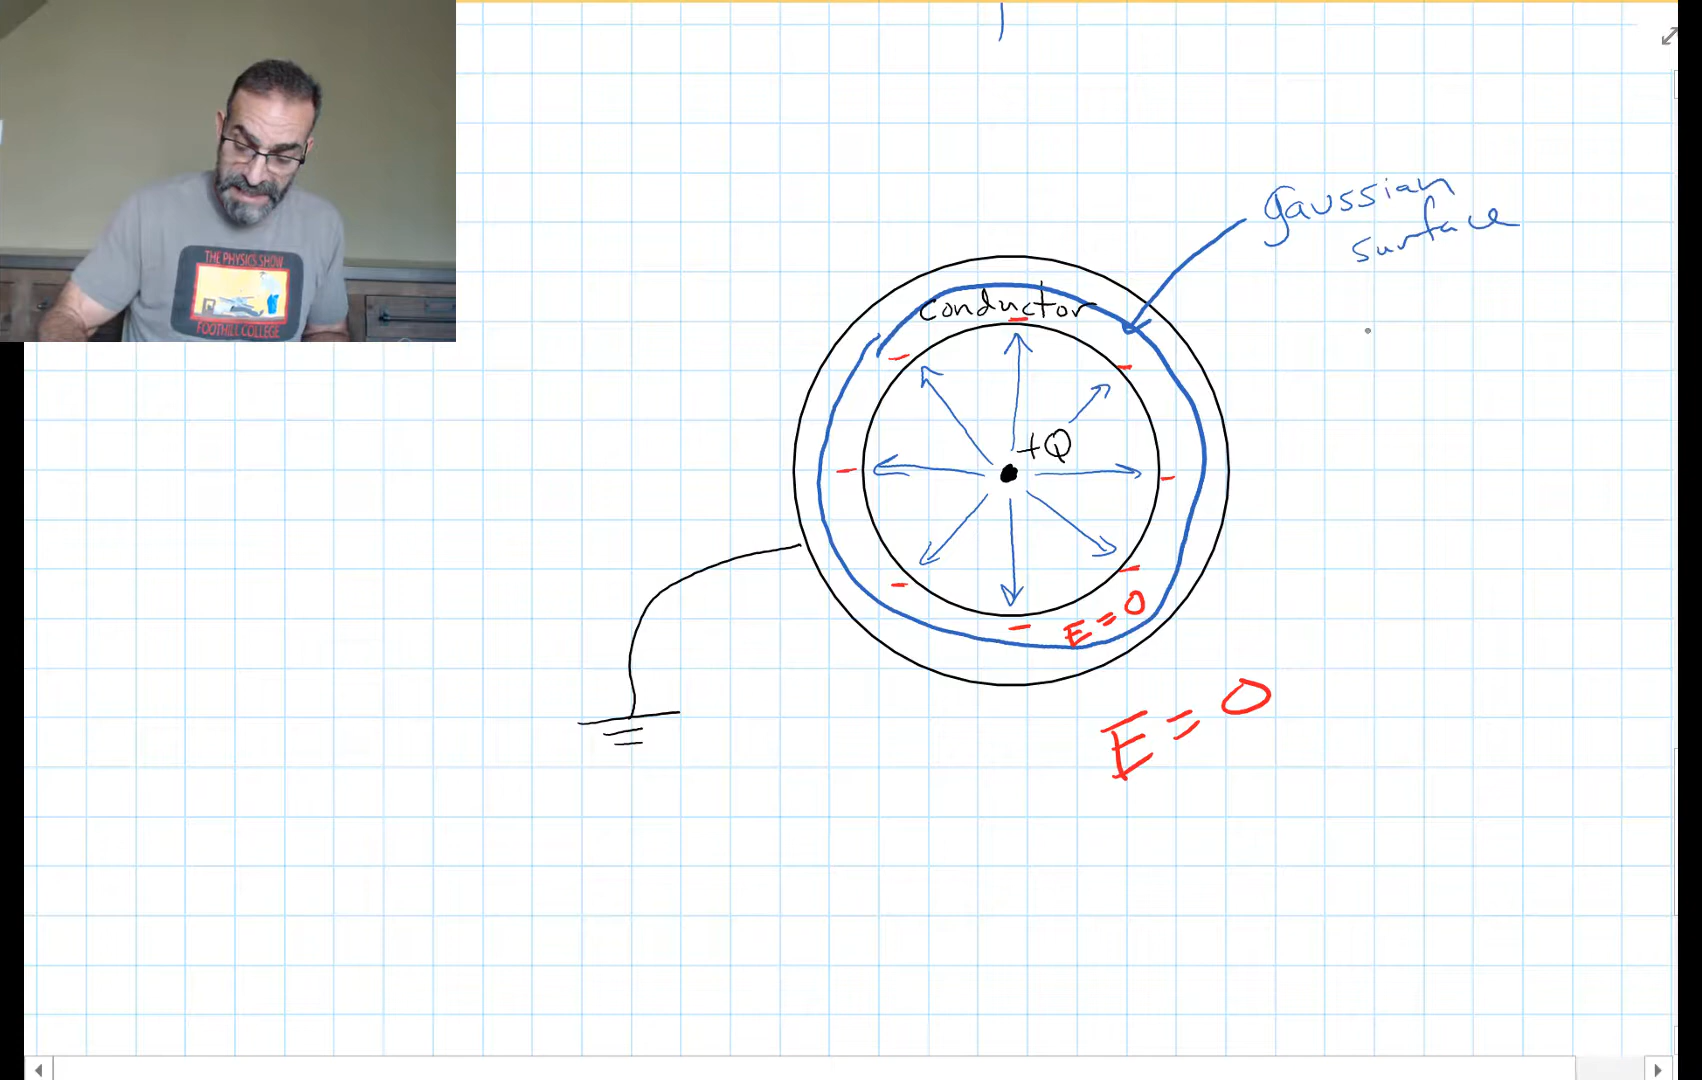 THE PHYSICS SHOW
FOOTHILL COLLEGE
gaussian
surface
conductor
+Q
E=0
E=0